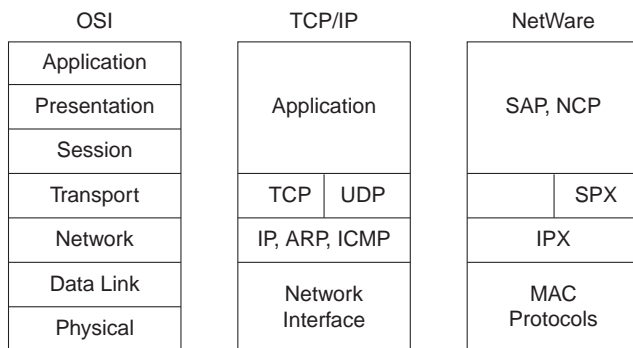 OSI
Application
Presentation
Session
Transport
Network
Data Link
Physical
TCP/IP
Application
TCP UDP
IP, ARP, ICMP
Network
Interface
NetWare
SAP, NCP
SPX
IPX
MAC
Protocols